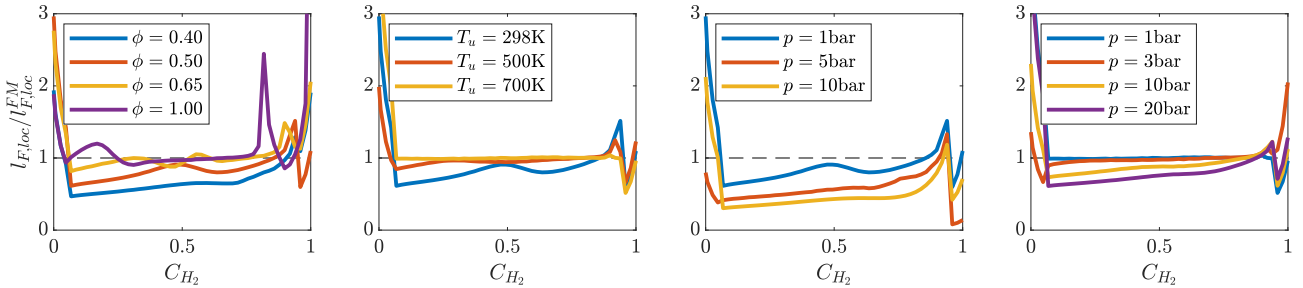 l_{F,loc}/l^{FM}_{F,loc}
3
2
1
0
0
0.5
1
C_{H_2}
ϕ = 0.40
ϕ = 0.50
ϕ = 0.65
ϕ = 1.00
3
2
1
0
0
0.5
1
C_{H_2}
T_u = 298K
T_u = 500K
T_u = 700K
3
2
1
0
0
0.5
1
C_{H_2}
p = 1bar
p = 5bar
p = 10bar
3
2
1
0
0
0.5
1
C_{H_2}
p = 1bar
p = 3bar
p = 10bar
p = 20bar